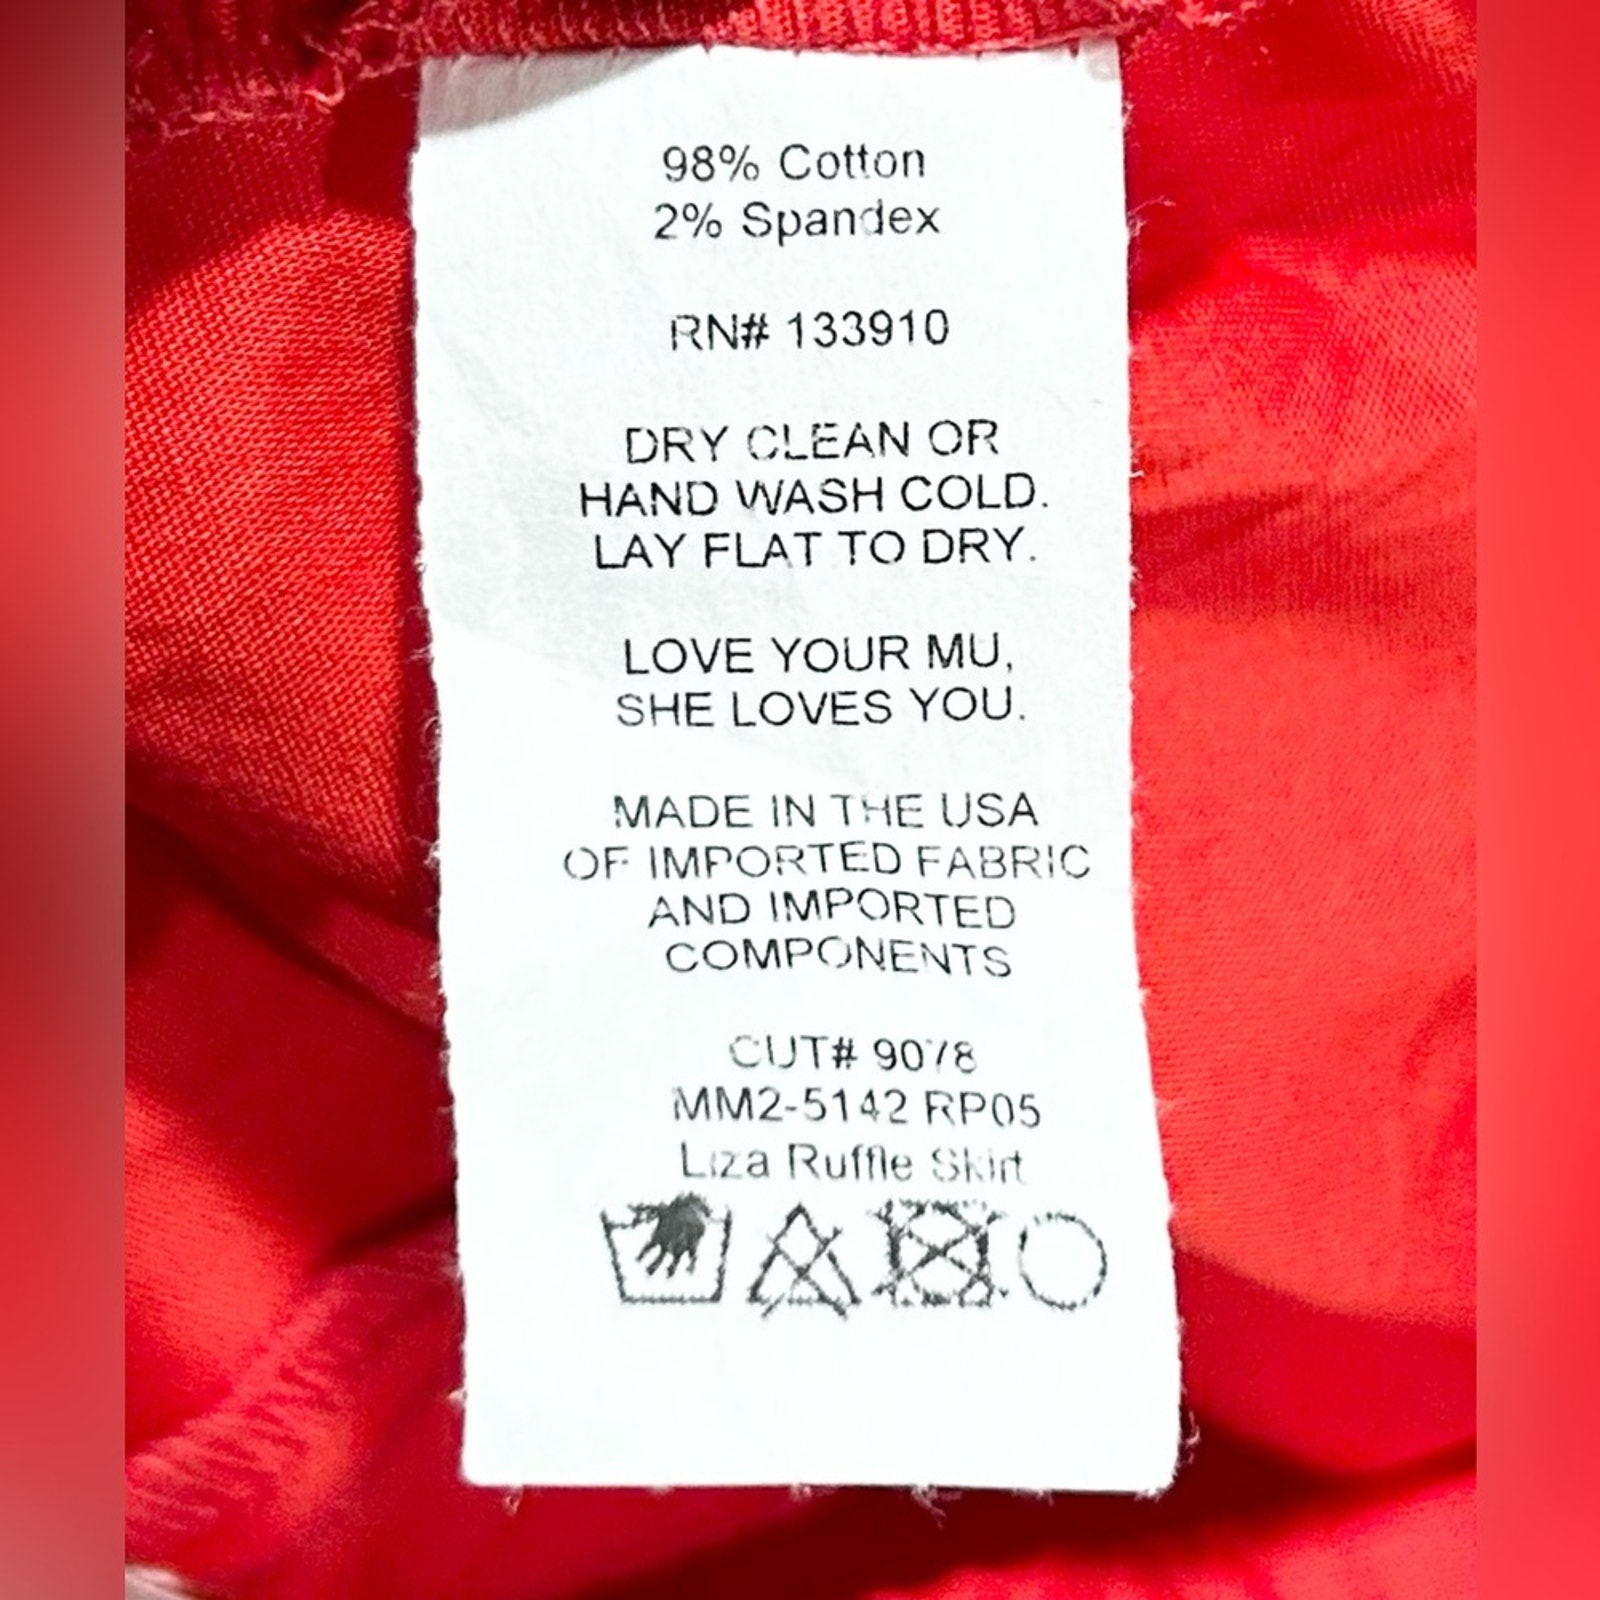 98% Cotton
2% Spandex
RN# 133910
DRY CLEAN OR
HAND WASH COLD.
LAY FLAT TO DRY.
LOVE YOUR MU,
SHE LOVES YOU.
MADE IN THE USA
OF IMPORTED FABRIC
AND IMPORTED
COMPONENTS
CUT# 9078
MM2-5142 RP05
Liza Ruffle Skirt